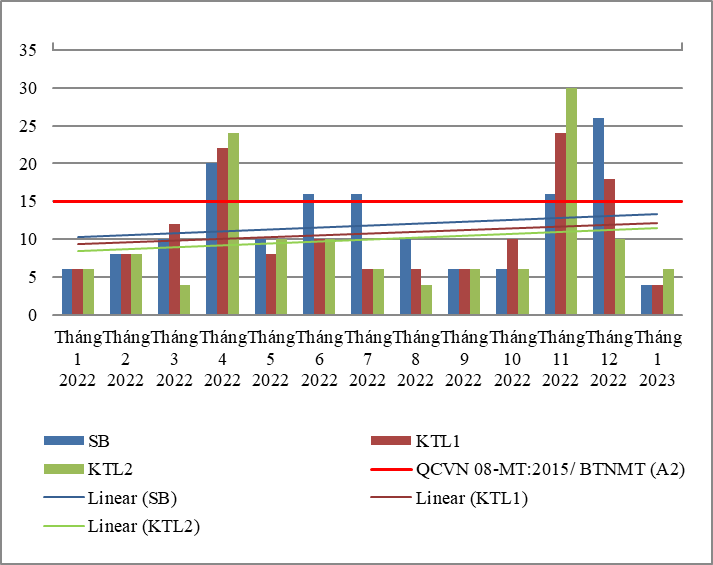 35
30
25
20
15
10
5
0
Tháng Tháng Tháng Tháng Tháng Tháng Tháng Tháng Tháng Tháng Tháng Tháng Tháng
1 2 3 4 5 6 7 8 9 10 11 12 1
2022 2022 2022 2022 2022 2022 2022 2022 2022 2022 2022 2022 2023
SB KTL1
KTL2 QCVN 08-MT:2015/ BTNMT (A2)
Linear (SB) Linear (KTL1)
Linear (KTL2)